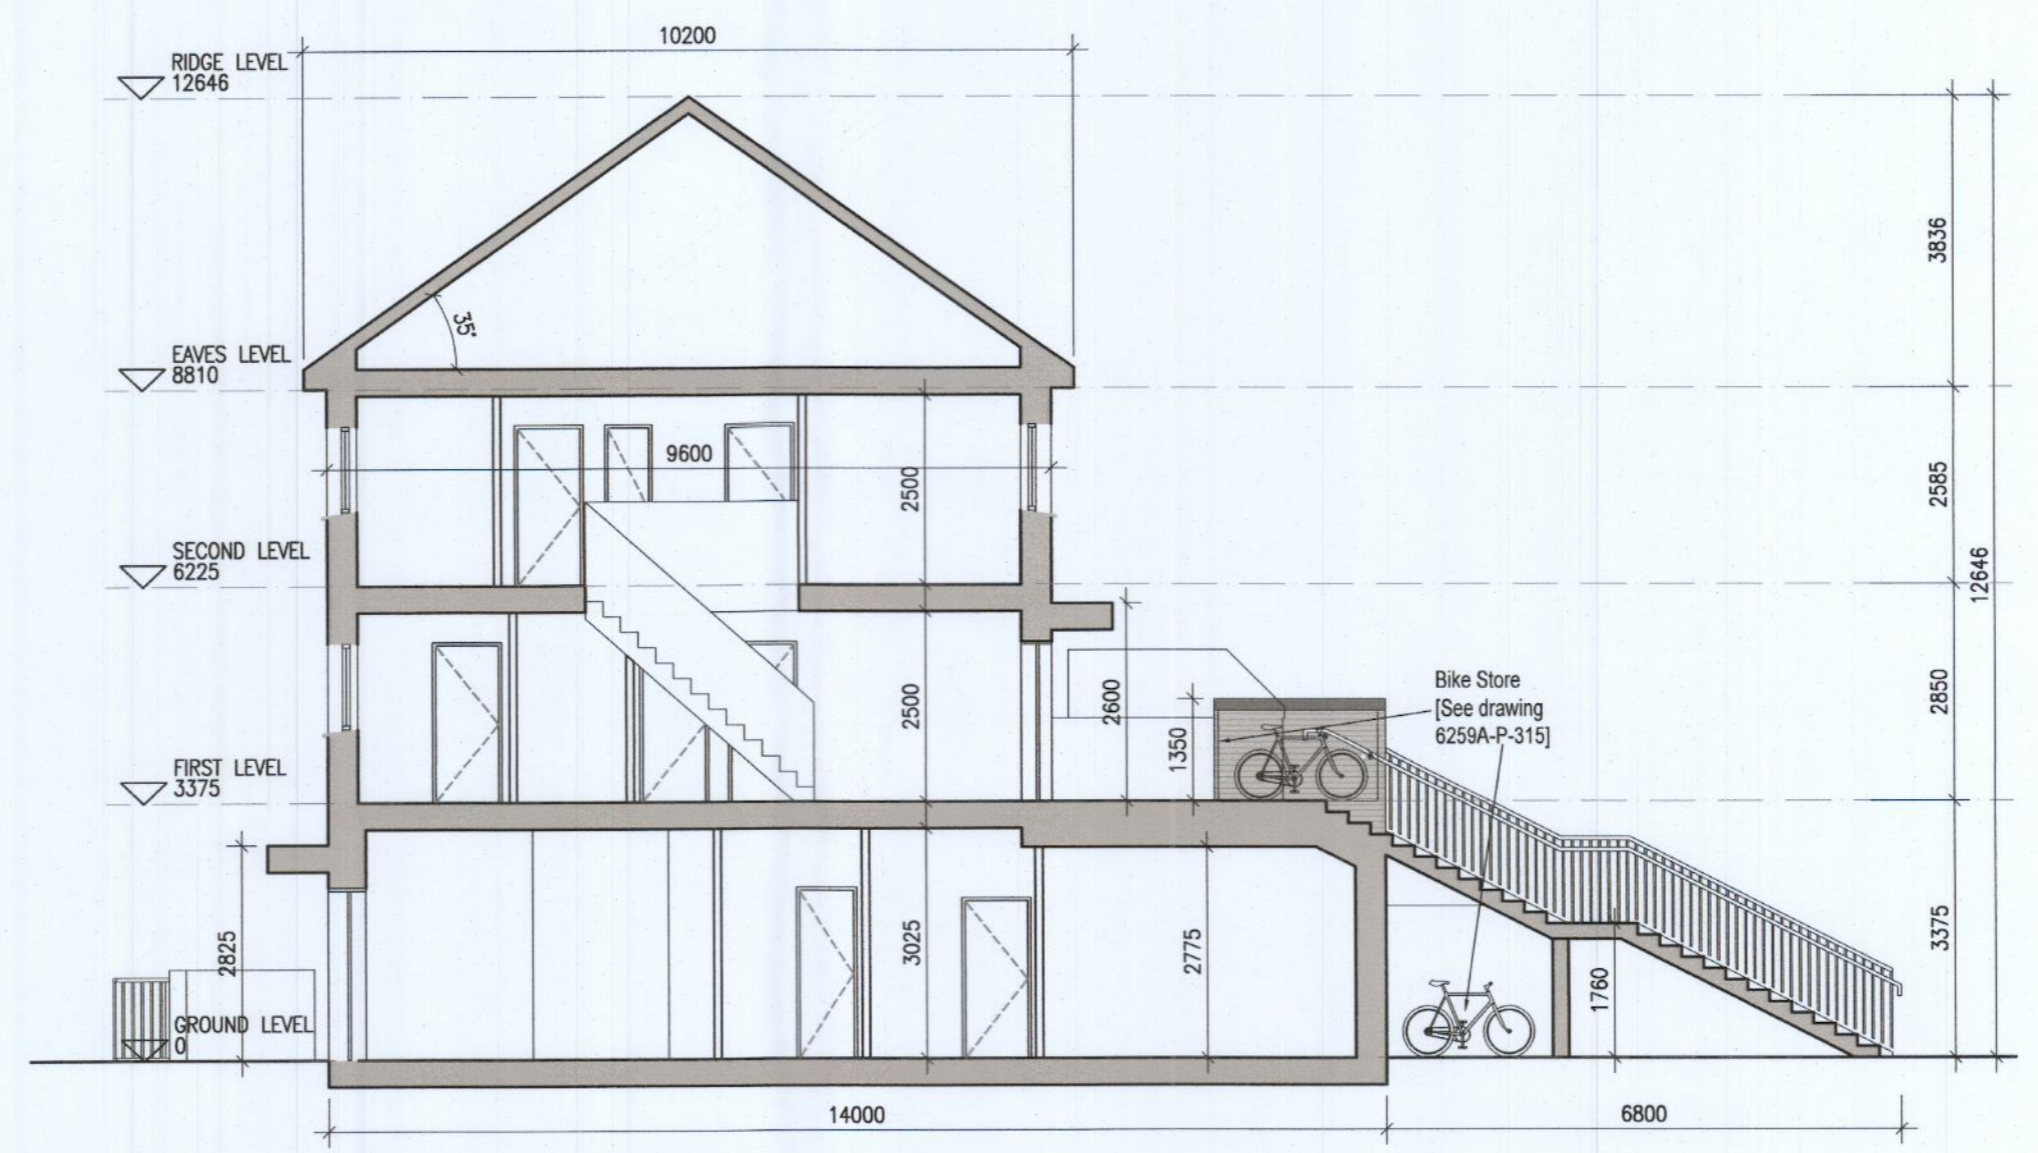 10200
RIDGE LEVEL
12646
3836
35°
EAVES LEVEL
8810
9600
2500
2585
SECOND LEVEL
6225
12646
Bike Store
[See drawing
6259A-P-315]
2600
2500
1350
2850
FIRST LEVEL
3375
2825
3025
2775
1760
3375
GROUND LEVEL
0
14000
6800